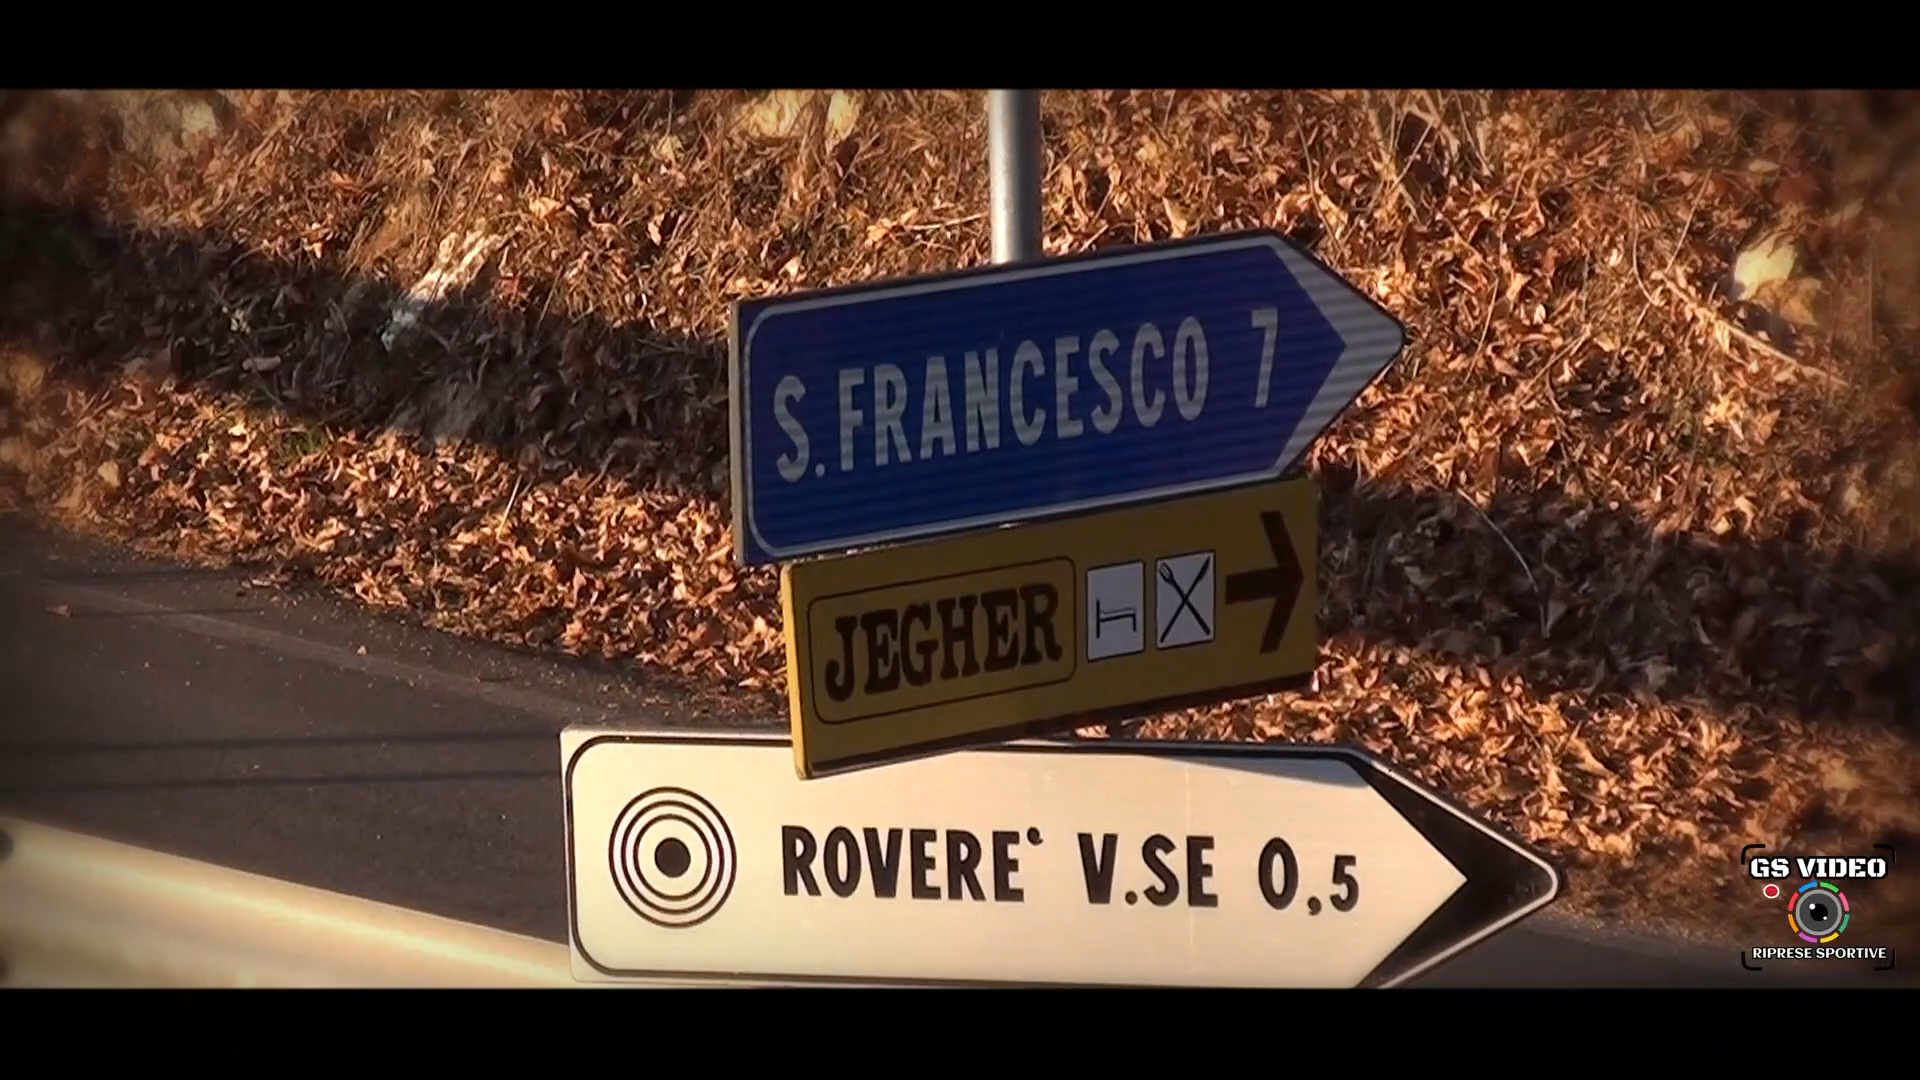 S. FRANCESCO 7
JEGHER
ROVERE' V.SE 0,5
GS VIDEO
RIPRESE SPORTIVE